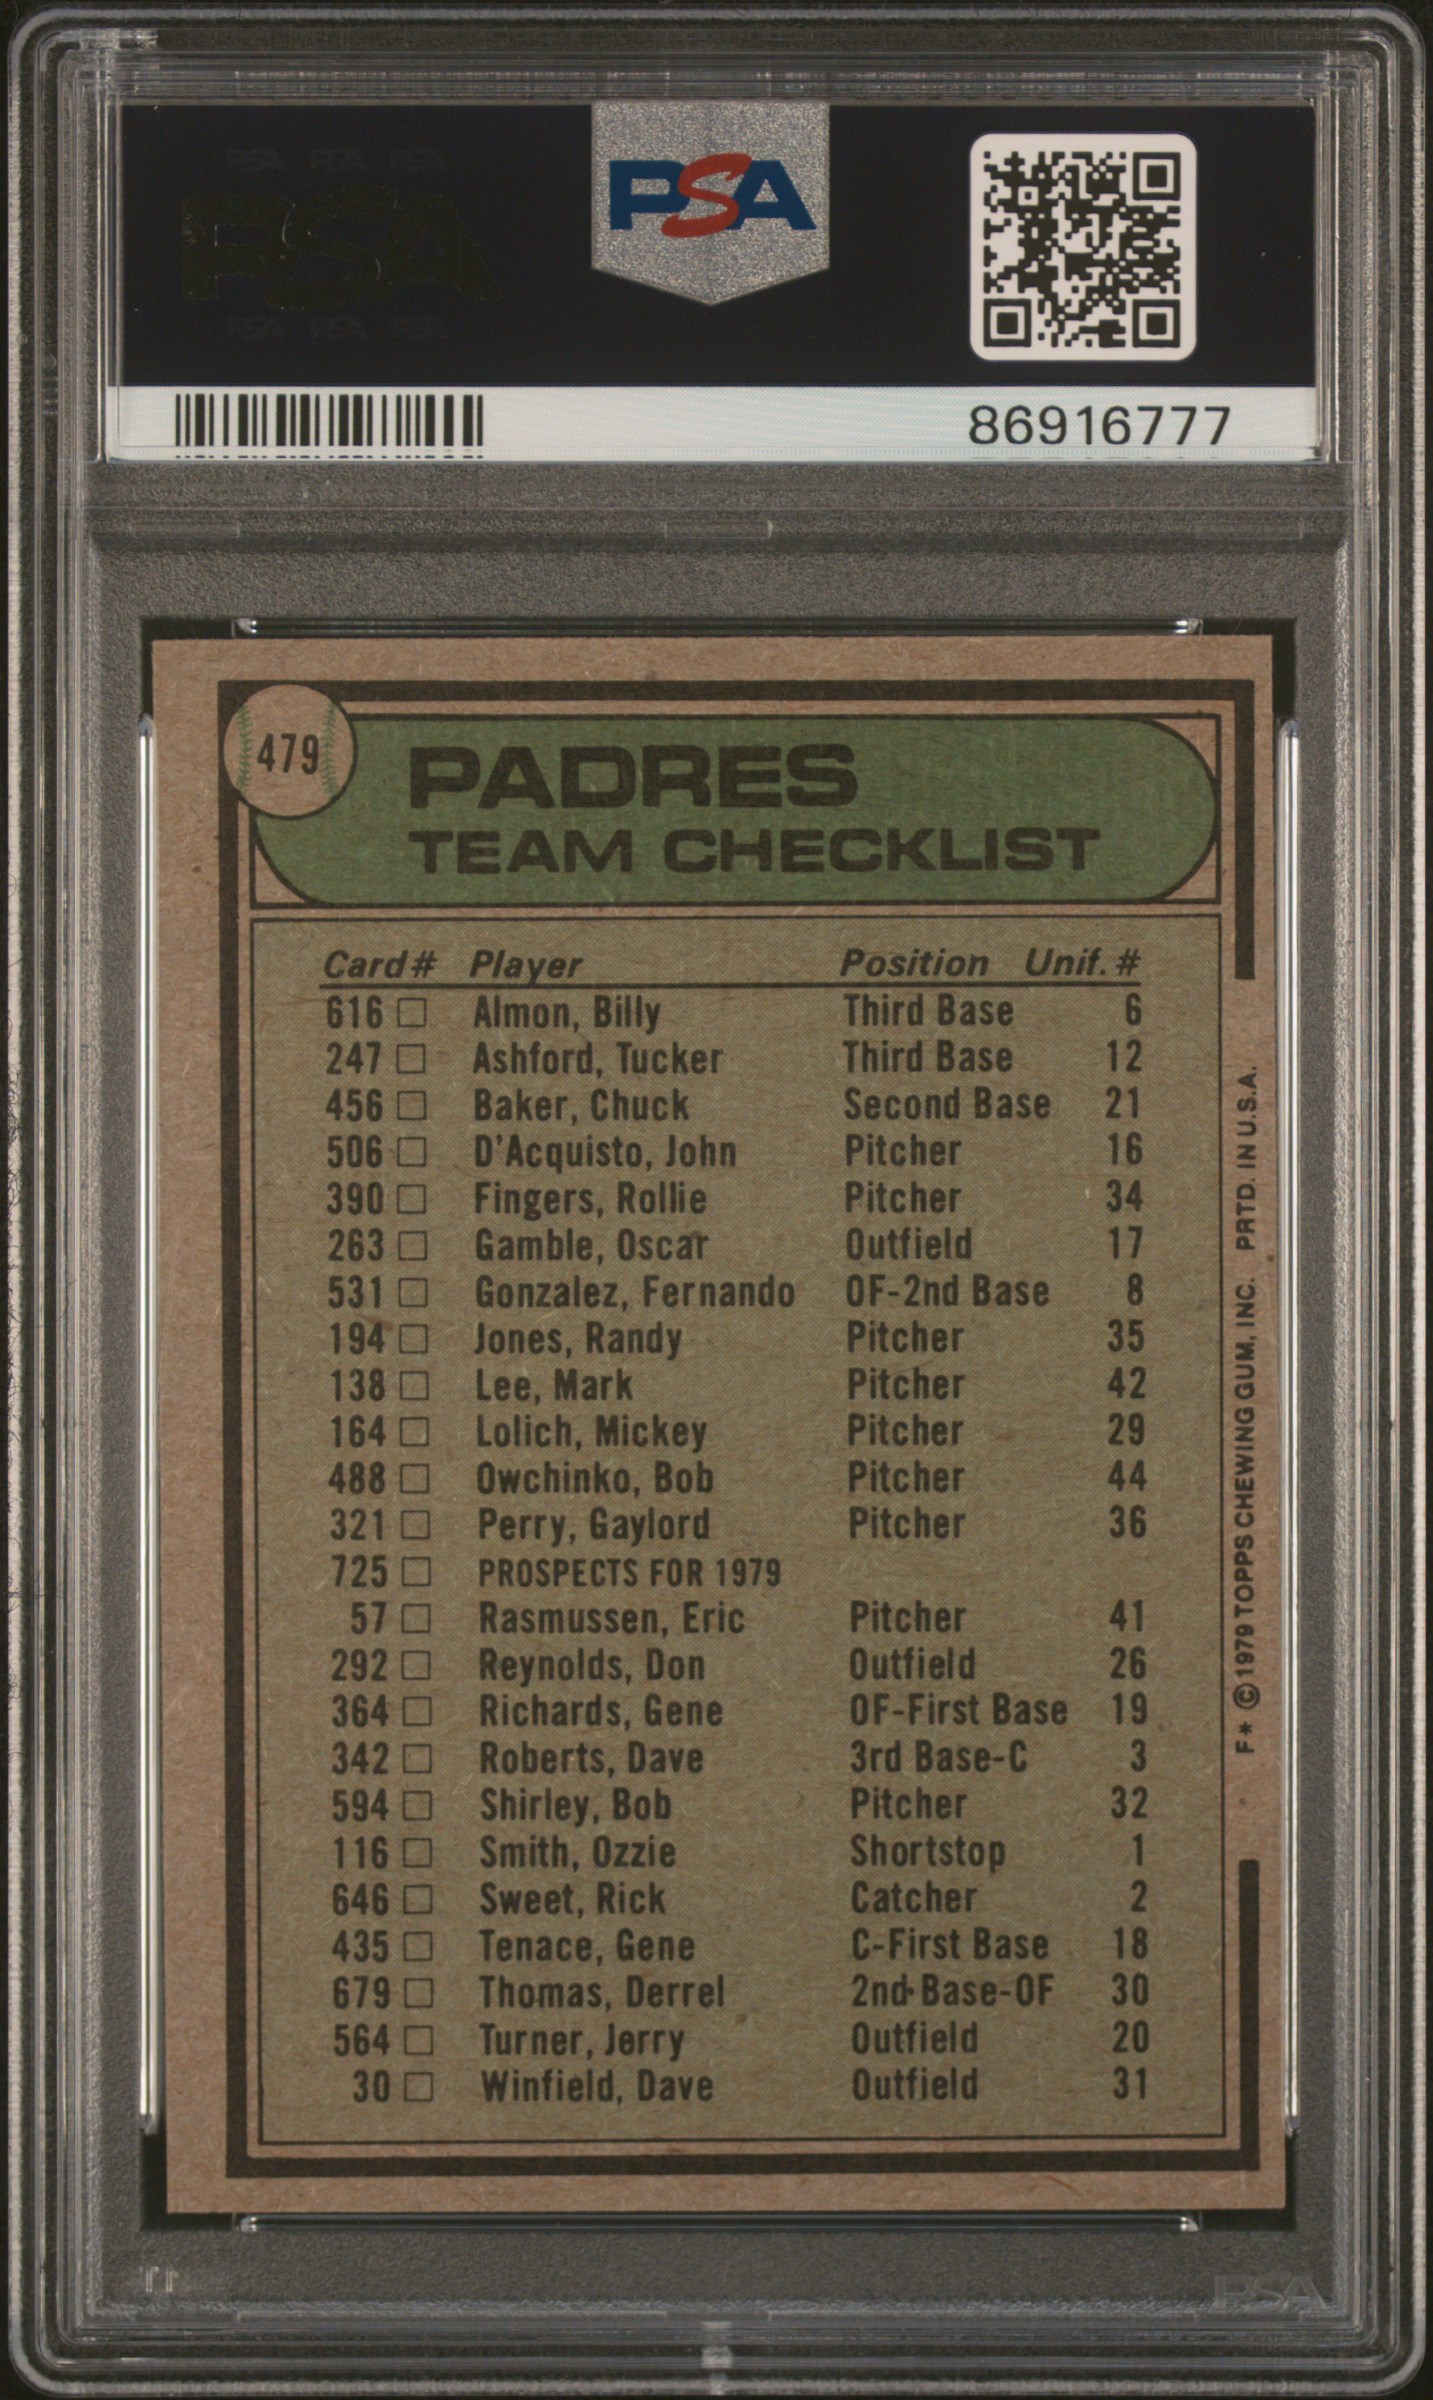 PSA PSA PSA
PSA
PSA PSA PSA
PSA
86916777
479
PADRES
TEAM CHECKLIST
Card# Player Position Unif. #
616 □ Almon, Billy Third Base 6
247 □ Ashford, Tucker Third Base 12
456 □ Baker, Chuck Second Base 21
506 □ D'Acquisto, John Pitcher 16
390 □ Fingers, Rollie Pitcher 34
263 □ Gamble, Oscar Outfield 17
531 □ Gonzalez, Fernando OF-2nd Base 8
194 □ Jones, Randy Pitcher 35
138 □ Lee, Mark Pitcher 42
164 □ Lolich, Mickey Pitcher 29
488 □ Owchinko, Bob Pitcher 44
321 □ Perry, Gaylord Pitcher 36
725 □ PROSPECTS FOR 1979
57 □ Rasmussen, Eric Pitcher 41
292 □ Reynolds, Don Outfield 26
364 □ Richards, Gene OF-First Base 19
342 □ Roberts, Dave 3rd Base-C 3
594 □ Shirley, Bob Pitcher 32
116 □ Smith, Ozzie Shortstop 1
646 □ Sweet, Rick Catcher 2
435 □ Tenace, Gene C-First Base 18
679 □ Thomas, Derrel 2nd Base-OF 30
564 □ Turner, Jerry Outfield 20
30 □ Winfield, Dave Outfield 31
F* © 1979 TOPPS CHEWING GUM, INC. PRTD. IN U.S.A.
PSA